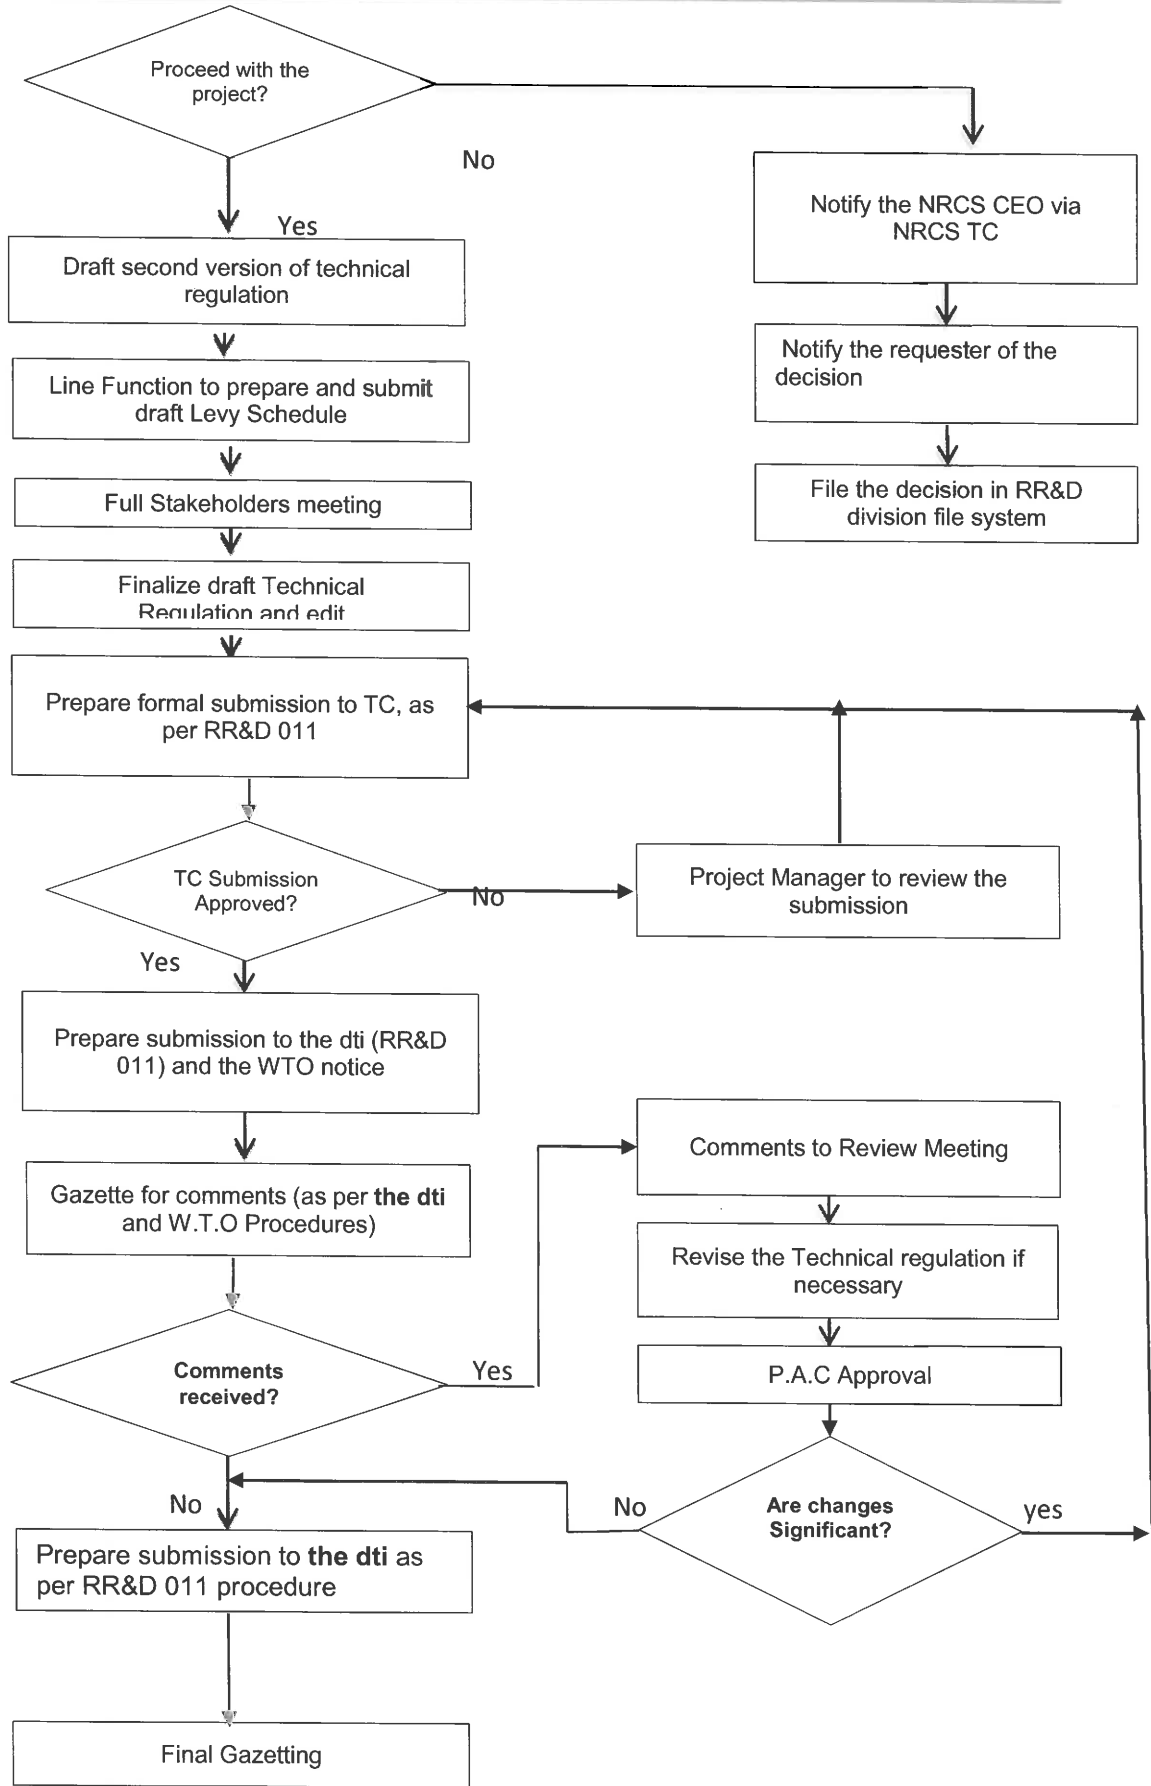 Proceed with the
project?
No
Yes
Notify the NRCS CEO via
NRCS TC
Draft second version of technical
regulation
Notify the requester of the
decision
Line Function to prepare and submit
draft Levy Schedule
File the decision in RR&D
division file system
Full Stakeholders meeting
Finalize draft Technical
Regulation and edit
Prepare formal submission to TC, as
per RR&D 011
TC Submission
Approved?
No
Project Manager to review the
submission
Yes
Prepare submission to the dti (RR&D
011) and the WTO notice
Comments to Review Meeting
Gazette for comments (as per the dti
and W.T.O Procedures)
Revise the Technical regulation if
necessary
Comments
received?
Yes
P.A.C Approval
No
No
Are changes
Significant?
yes
Prepare submission to the dti as
per RR&D 011 procedure
Final Gazetting